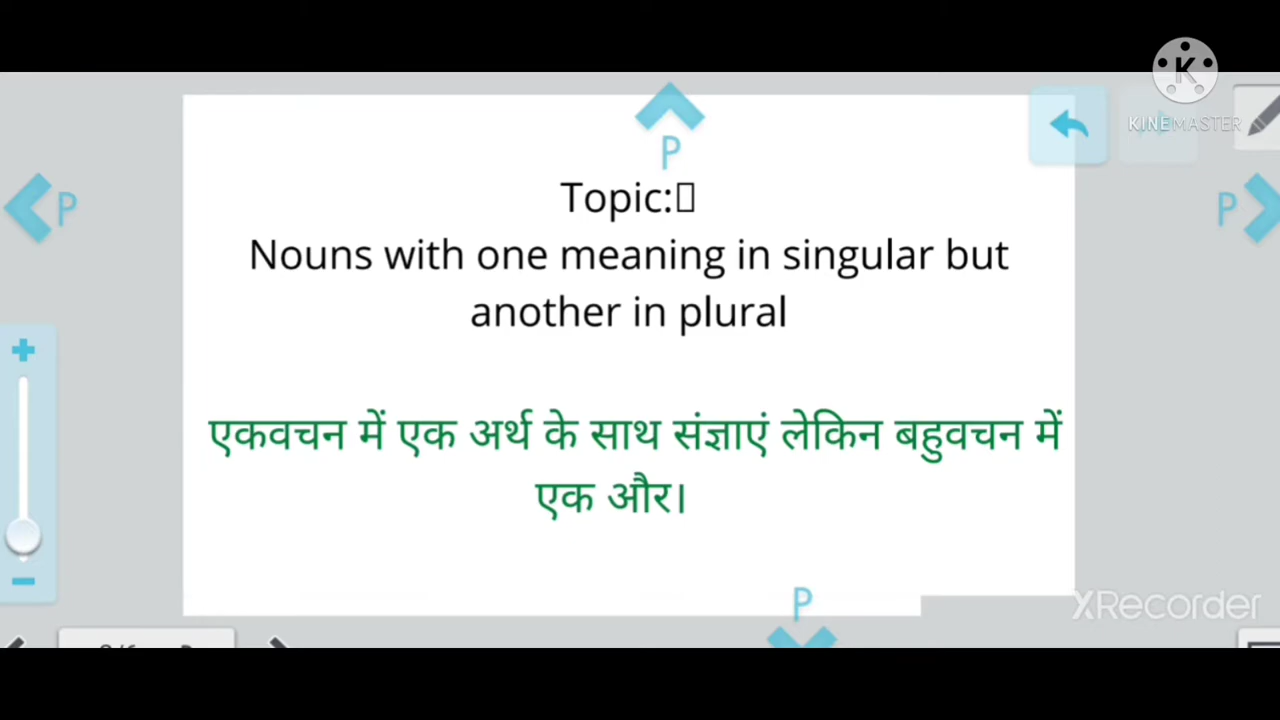 KINEMASTER
P
P
P
Topic:
Nouns with one meaning in singular but
another in plural
एकवचन में एक अर्थ के साथ संज्ञाएं लेकिन बहुवचन में
एक और।
P
XRecorder